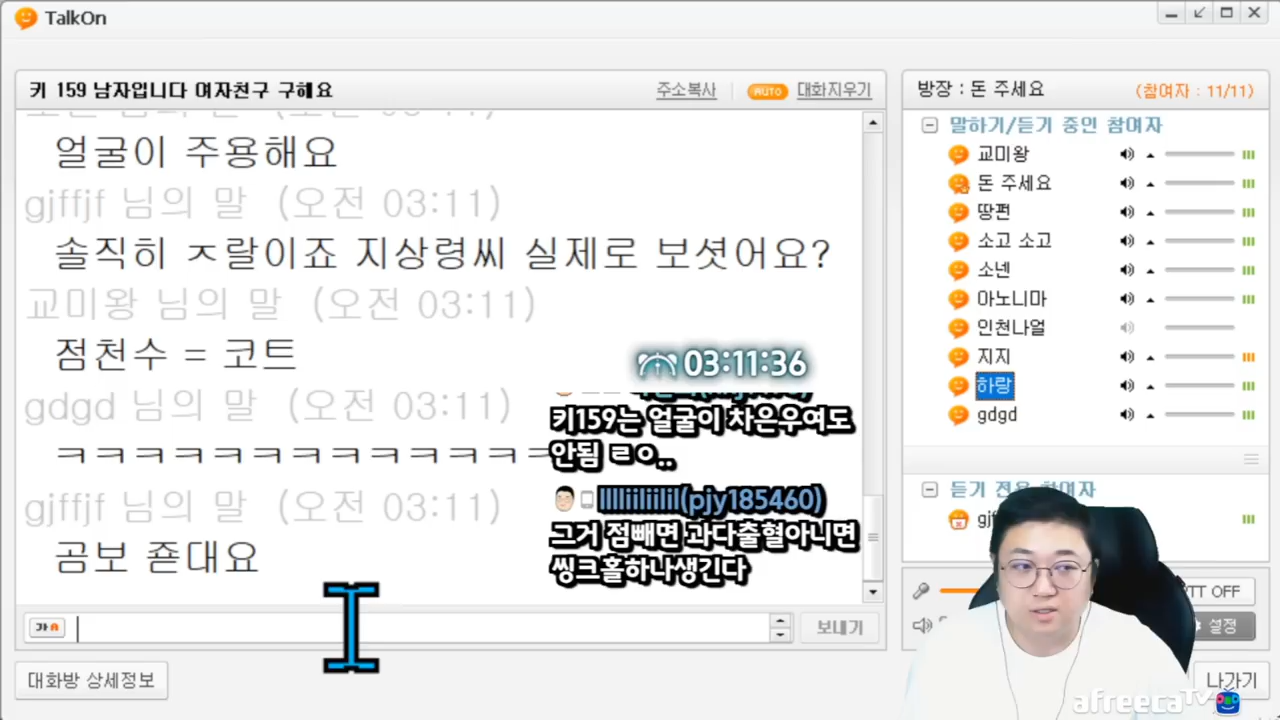 TalkOn
키 159 남자입니다 여자친구 구해요
주소복사
AUTO
대화지우기
얼굴이 주용해요
gjffjf 님의 말 (오전 03:11)
솔직히 ㅈ랄이죠 지상렬씨 실제로 보셧어요?
교미왕 님의 말 (오전 03:11)
점천수 = 코트
gdgd 님의 말 (오전 03:11)
ㅋㅋㅋㅋㅋㅋㅋㅋㅋㅋㅋㅋㅋ
gjffjf 님의 말 (오전 03:11)
곰보 죧대요
03:11:36
키159는 얼굴이 차은우여도
안됨 ㄹㅇ..
lllliiliilil(pjy185460)
그거 점빼면 과다출혈아니면
씽크홀하나생긴다
가A
보내기
대화방 상세정보
방장 : 돈 주세요
(참여자 : 11/11)
말하기/듣기 중인 참여자
교미왕
돈 주세요
땅펀
소고 소고
소넨
아노니마
인천나얼
지지
하랑
gdgd
듣기 전용 참여자
OFF
설정
나가기
afreecaTV